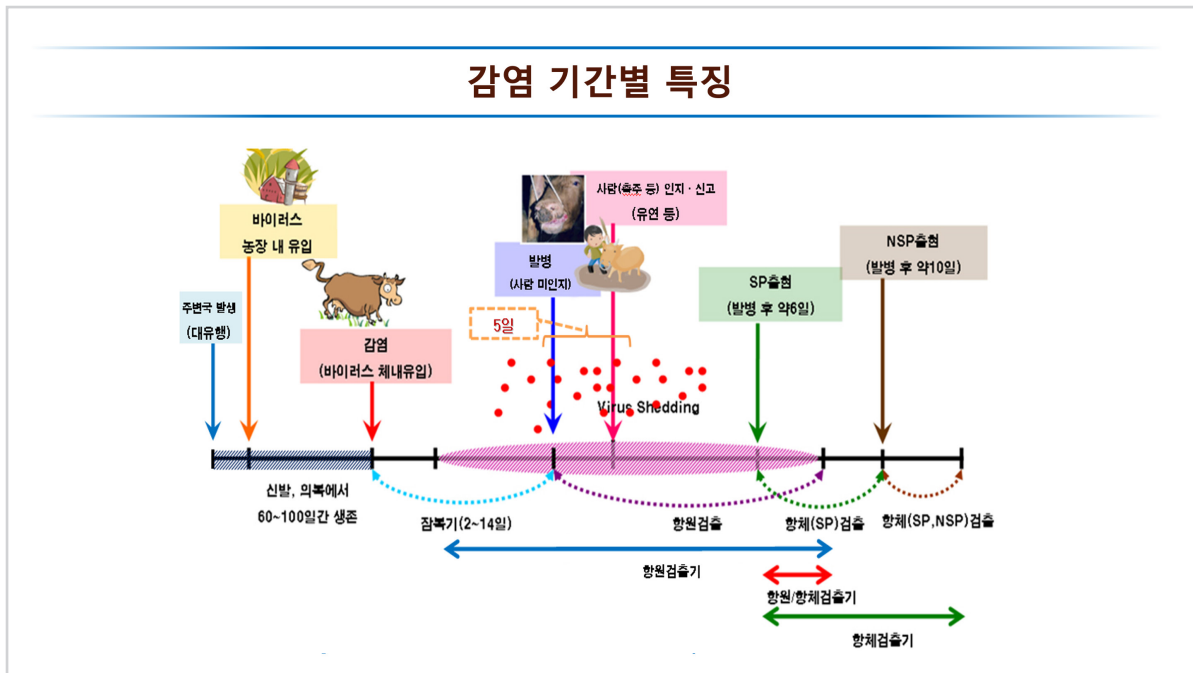 감염 기간별 특징
바이러스
농장 내 유입
주변국 발생
(대유행)
감염
(바이러스 체내유입)
발병
(사람 미인지)
사람(축주 등) 인지·신고
(유연 등)
5일
SP출현
(발병 후 약6일)
NSP출현
(발병 후 약10일)
Virus Shedding
신발, 의복에서
60~100일간 생존
잠복기(2~14일)
항원검출
항체(SP)검출
항체(SP,NSP)검출
항원검출기
항원/항체검출기
항체검출기